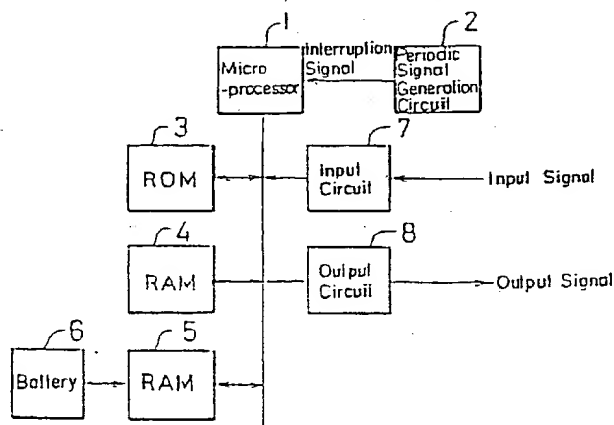 1
2
Micro
-processor
Interruption
Signal
Periodic
Signal
Generation
Circuit
3
7
ROM
Input
Circuit
Input Signal
4
8
RAM
Output
Circuit
Output Signal
6
5
Battery
RAM